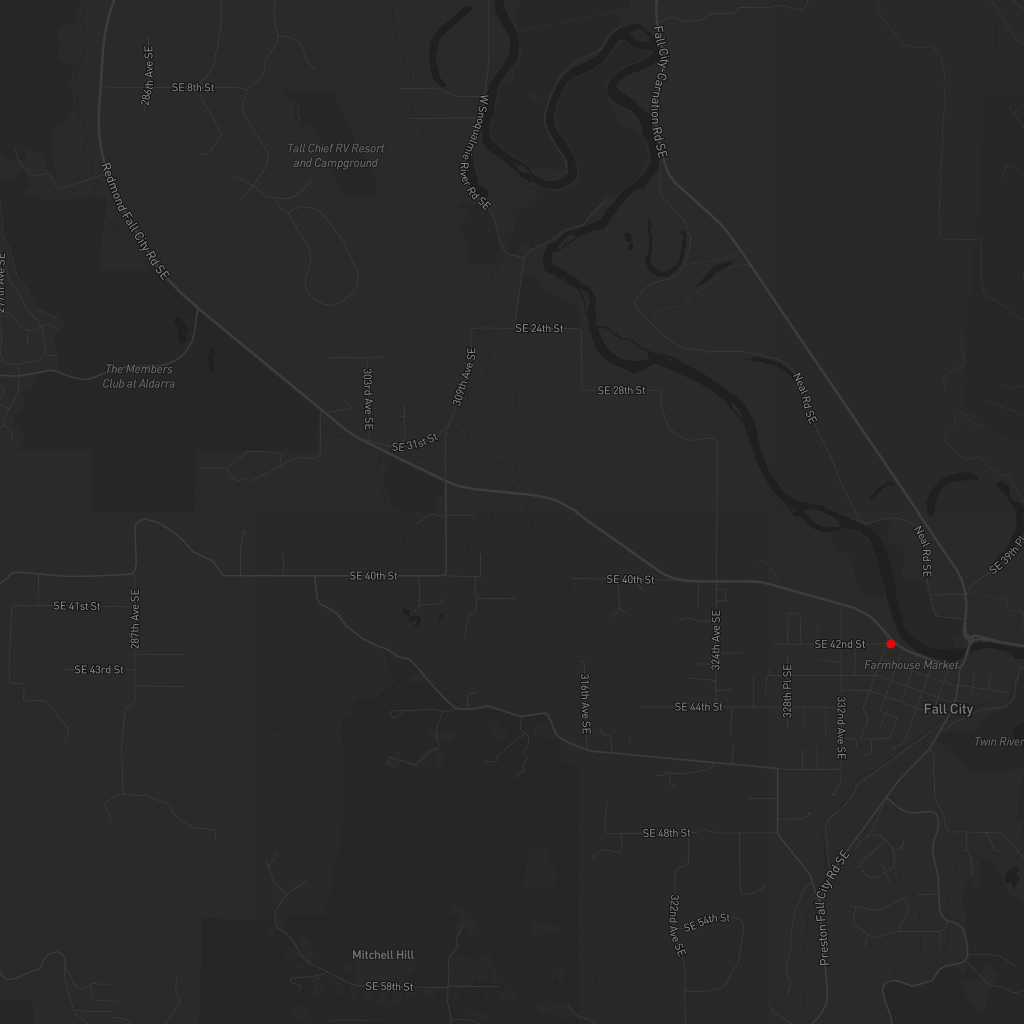 286th Ave SE
SE 8th St
Fall City-Carnation Rd SE
W Snoqualmie River Rd SE
Tall Chief RV Resort
and Campground
Redmond Fall City Rd SE
SE 24th St
The Members
Club at Aldarra
303rd Ave SE
309th Ave SE
SE 28th St
Neal Rd SE
SE 31st St
Neal Rd SE
SE 40th St
SE 40th St
SE 41st St
287th Ave SE
324th Ave SE
SE 42nd St
Farmhouse Market
SE 43rd St
316th Ave SE
328th Pl SE
332nd Ave SE
SE 44th St
Fall City
Twin River
SE 48th St
Preston Fall City Rd SE
322nd Ave SE
SE 54th St
Mitchell Hill
SE 58th St